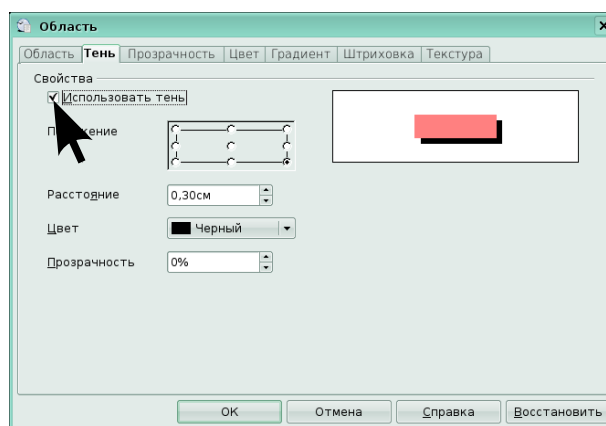 Область
Область Тень Прозрачность Цвет Градиент Штриховка Текстура
Свойства
Использовать тень
Расстояние 0,30см
Цвет Черный
Прозрачность 0%
OK Отмена Справка Восстановить